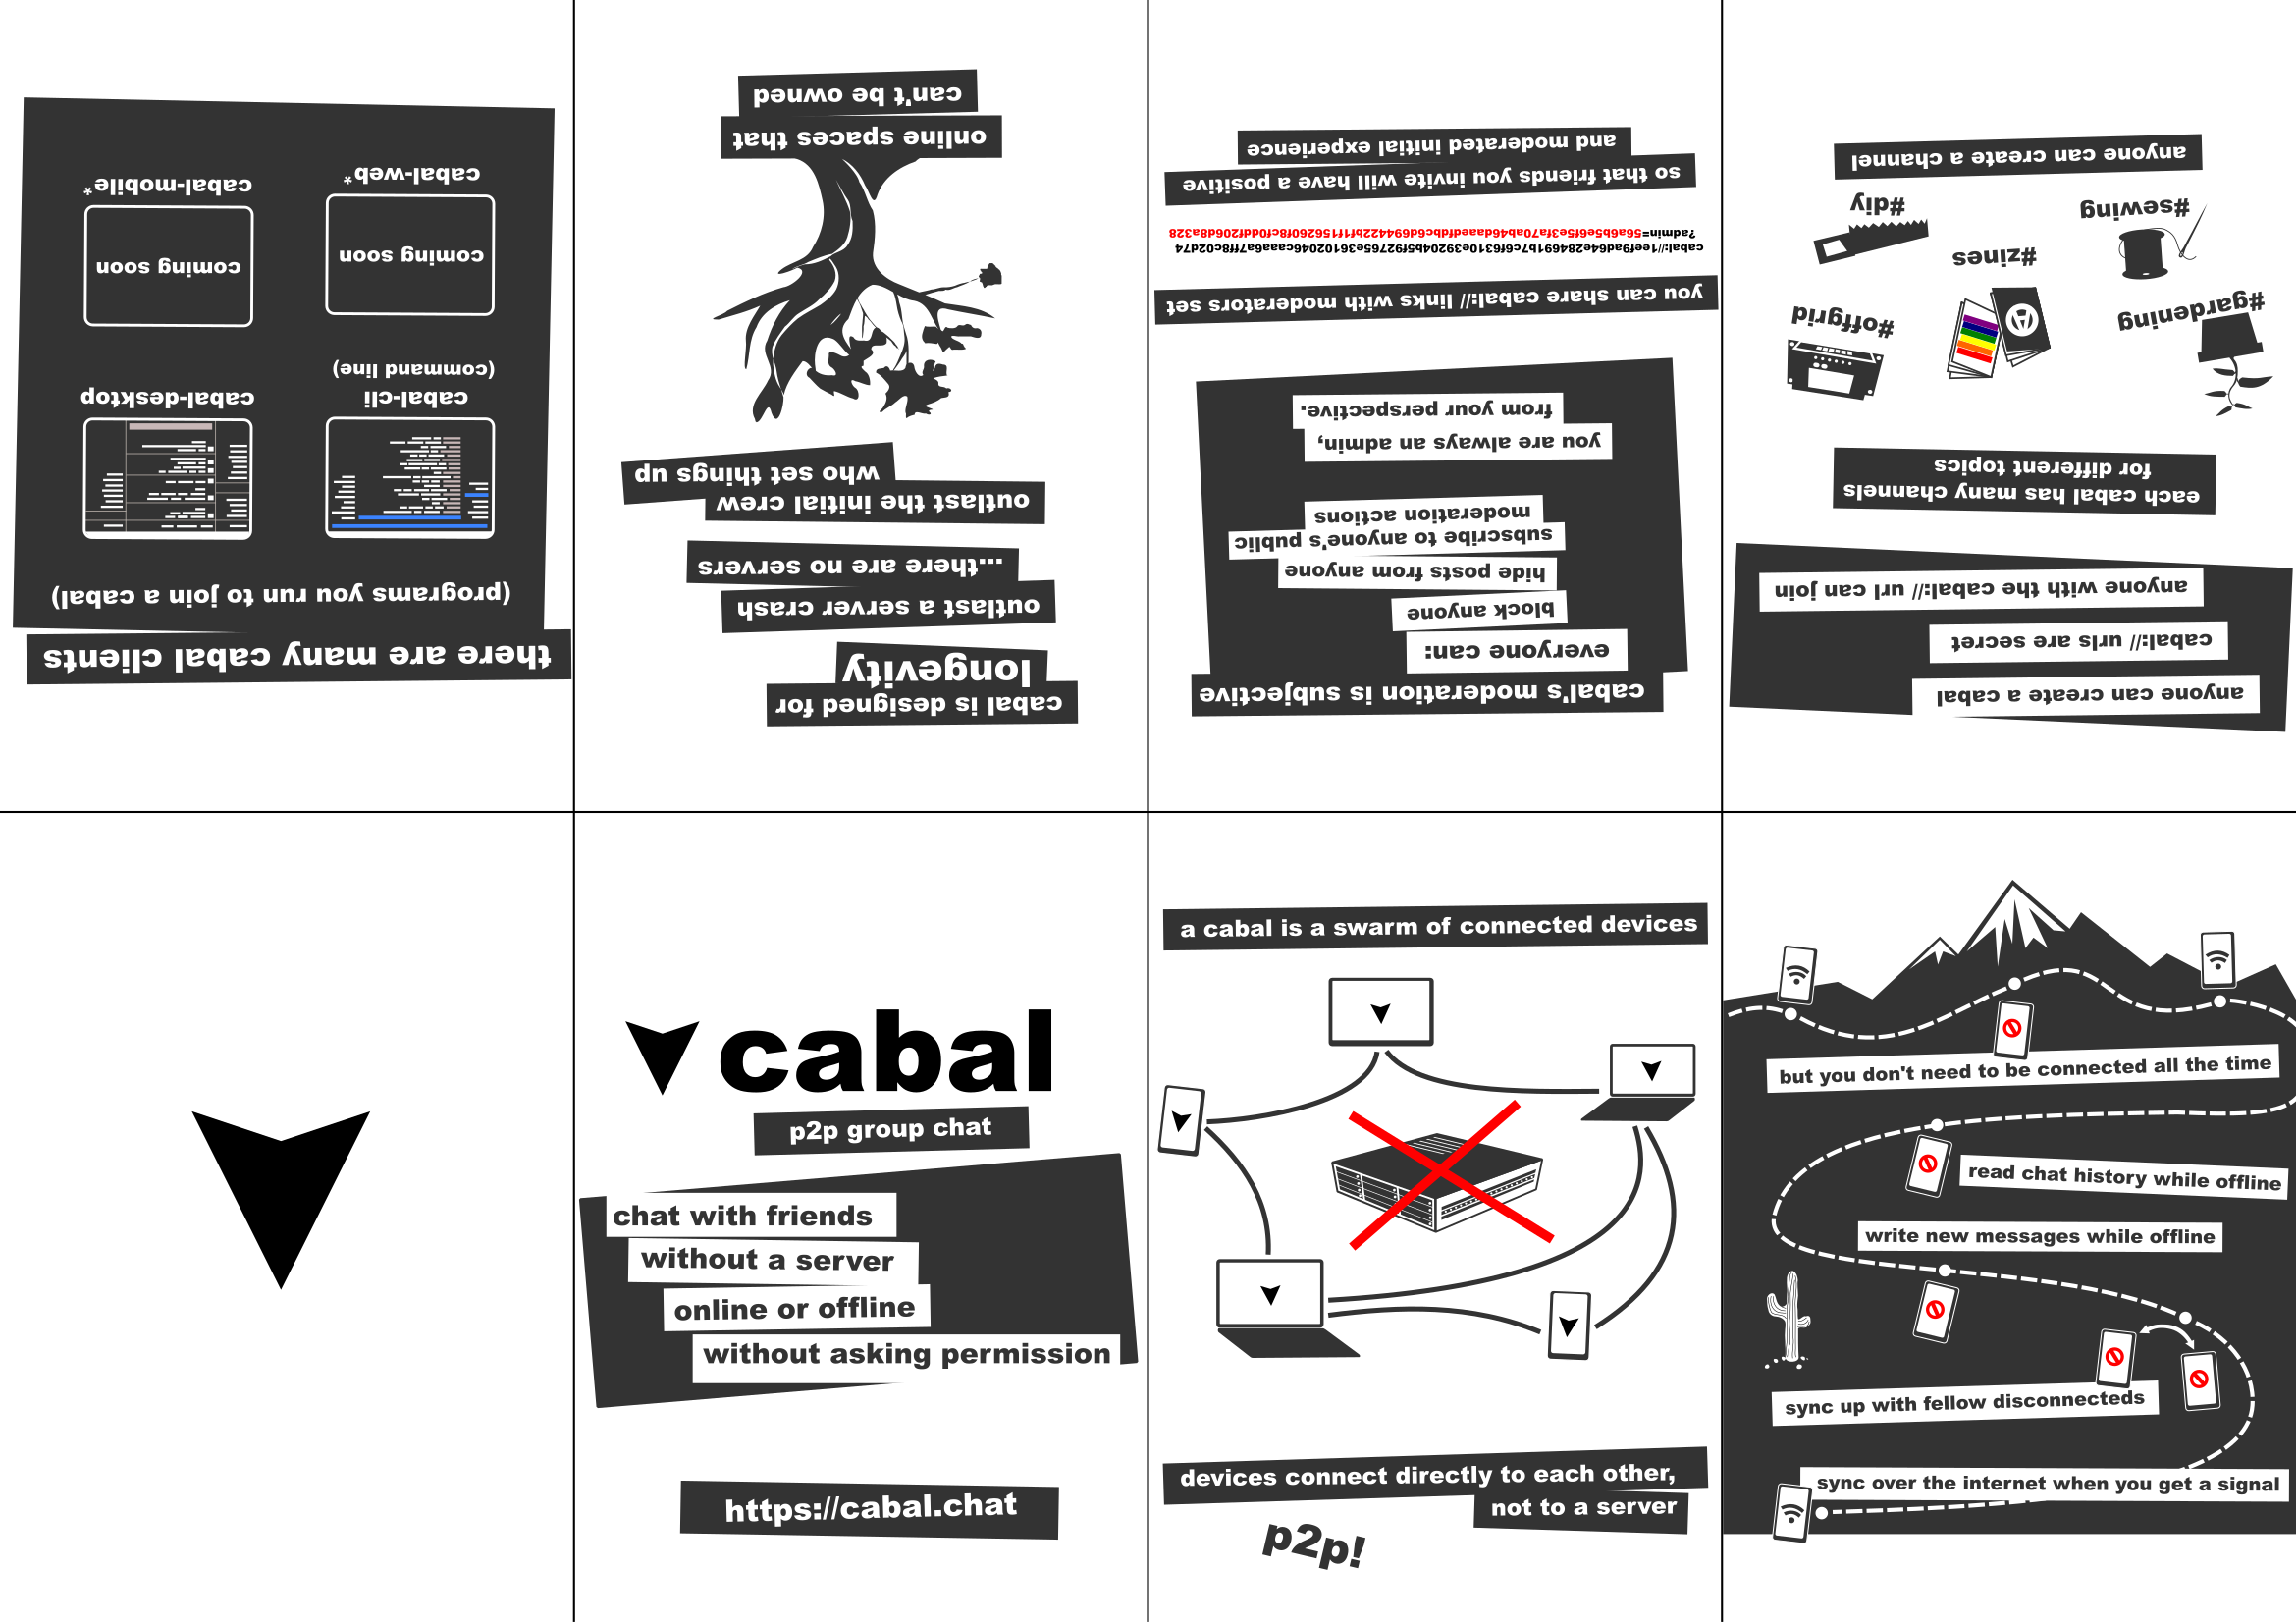 cabal
p2p group chat
chat with friends
without a server
online or offline
without asking permission
https://cabal.chat
a cabal is a swarm of connected devices
devices connect directly to each other,
not to a server
p2p!
but you don't need to be connected all the time
read chat history while offline
write new messages while offline
sync up with fellow disconnecteds
sync over the internet when you get a signal
anyone can create a cabal
cabal:// urls are secret
anyone with the cabal:// url can join
each cabal has many channels
for different topics
#gardening
#offgrid
#zines
#sewing
#diy
anyone can create a channel
cabal's moderation is subjective
everyone can:
block anyone
hide posts from anyone
subscribe to anyone's public
moderation actions
you are always an admin,
from your perspective.
you can share cabal:// links with moderators set
cabal://1eef9ad64e284691b7c6f6310e39204b5f9276e5e36102046caa6a7ff8c02d74
?admin=56a6b5e6f5e3fa70ab46daaedfdbc6d694422bf1f156260f8cf0ddf206d8a328
so that friends you invite will have a positive
and moderated initial experience
cabal is designed for
longevity
outlast a server crash
...there are no servers
outlast the initial crew
who set things up
online spaces that
can't be owned
there are many cabal clients
(programs you run to join a cabal)
cabal-cli
(command line)
cabal-desktop
coming soon
cabal-web*
coming soon
cabal-mobile*